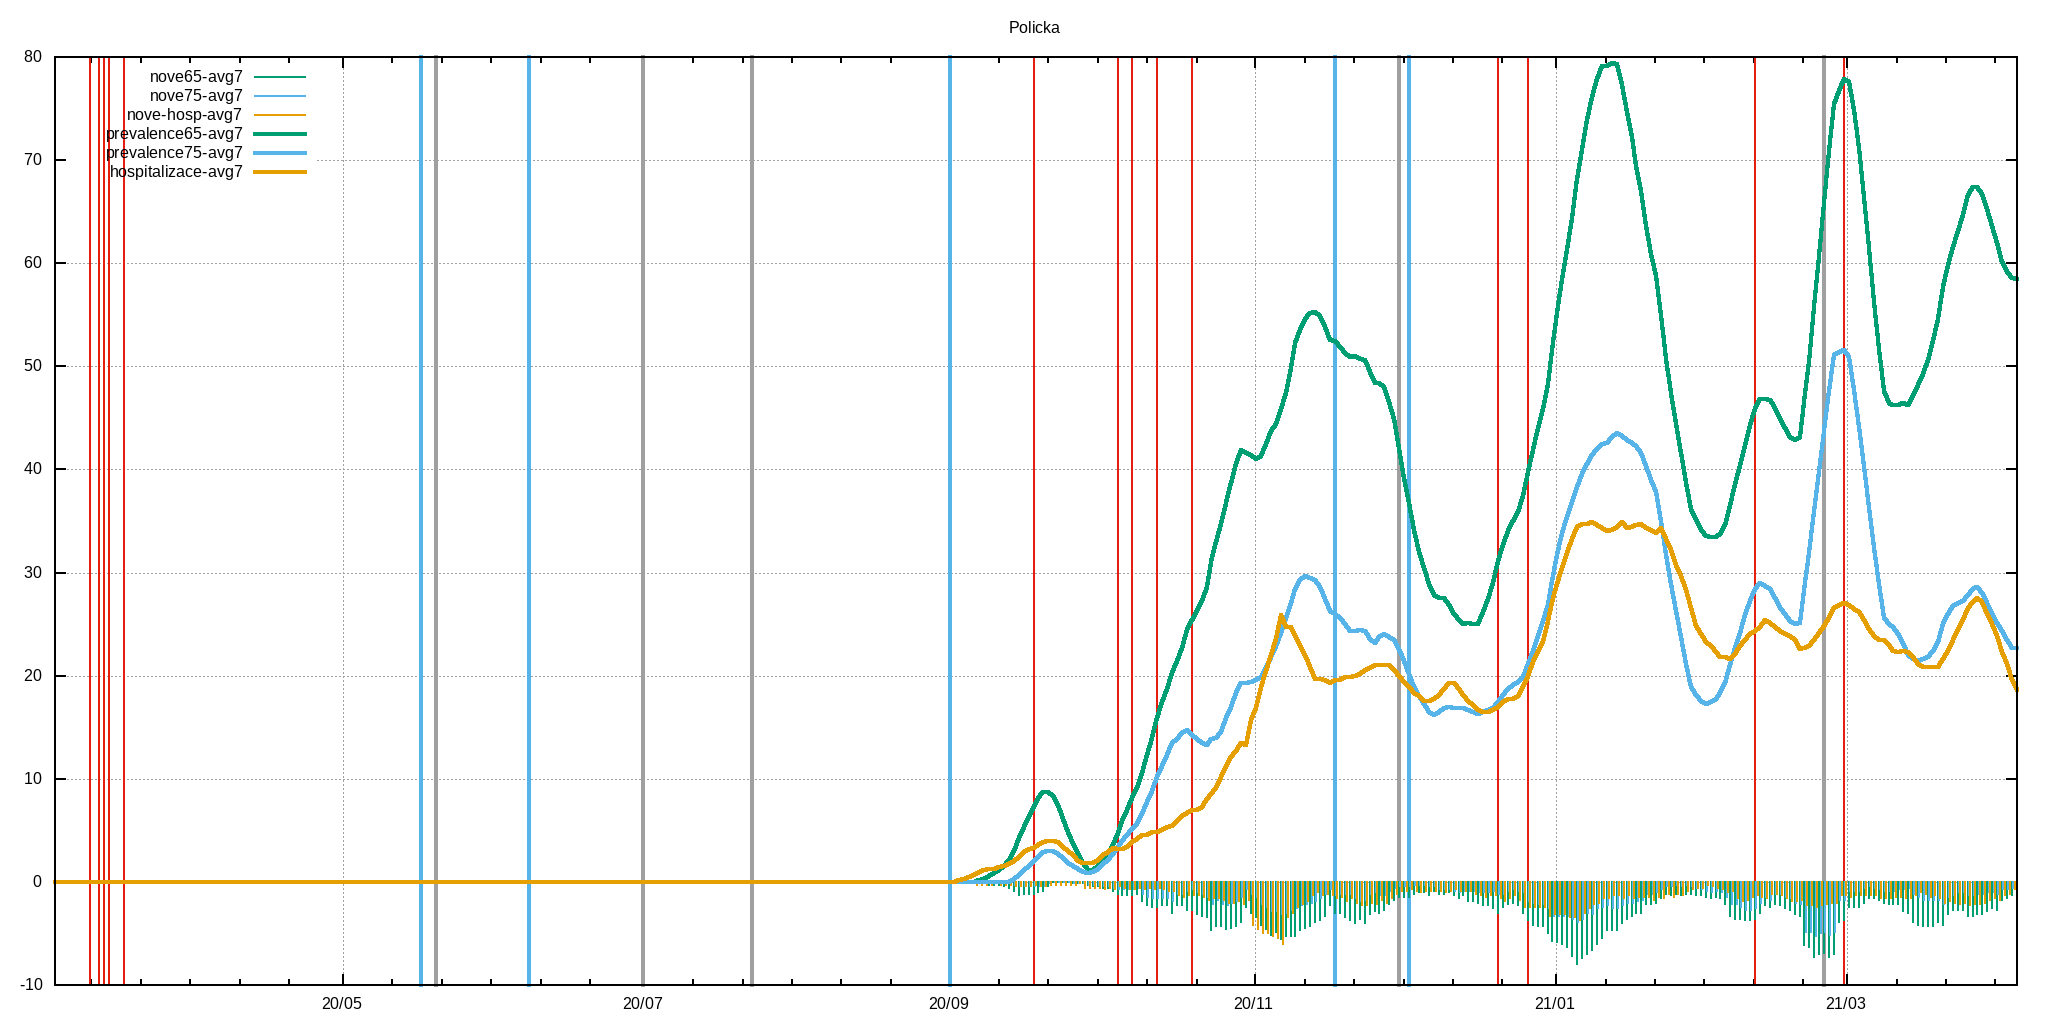 Policka
80
nove65-avg7
nove75-avg7
nove-hosp-avg7
prevalence65-avg7
prevalence75-avg7
hospitalizace-avg7
70
60
50
40
30
20
10
0
-10
20/05 20/07 20/09 20/11 21/01 21/03